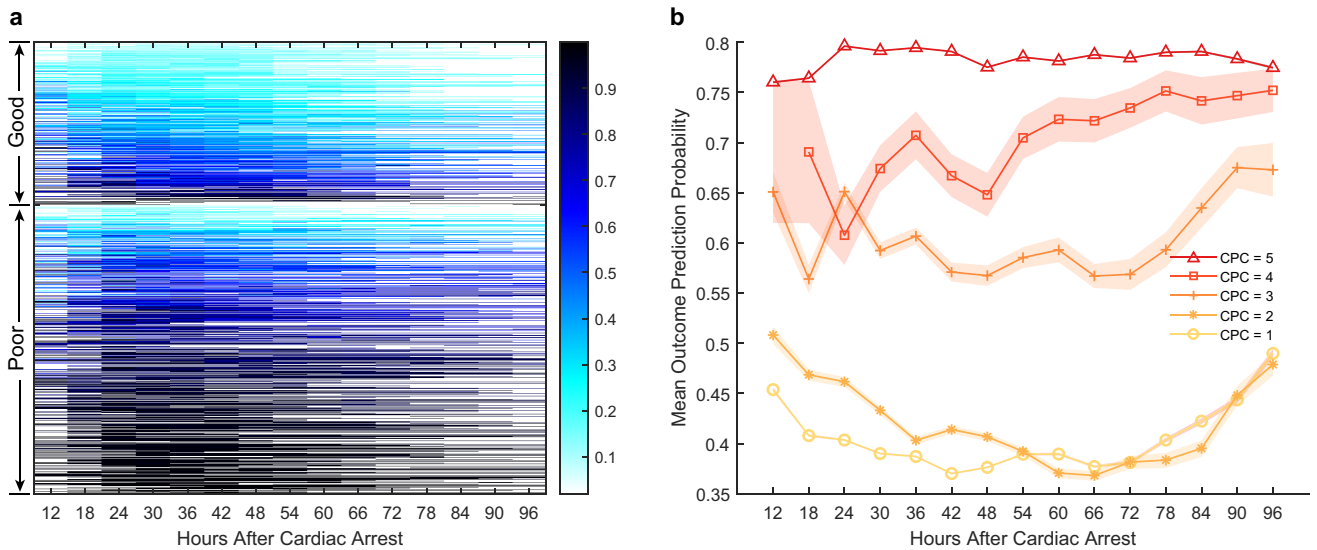 a
Good
Poor
12 18 24 30 36 42 48 54 60 66 72 78 84 90 96
Hours After Cardiac Arrest
0.9
0.8
0.7
0.6
0.5
0.4
0.3
0.2
0.1
b
Mean Outcome Prediction Probability
0.8
0.75
0.7
0.65
0.6
0.55
0.5
0.45
0.4
0.35
CPC = 5
CPC = 4
CPC = 3
CPC = 2
CPC = 1
12 18 24 30 36 42 48 54 60 66 72 78 84 90 96
Hours After Cardiac Arrest